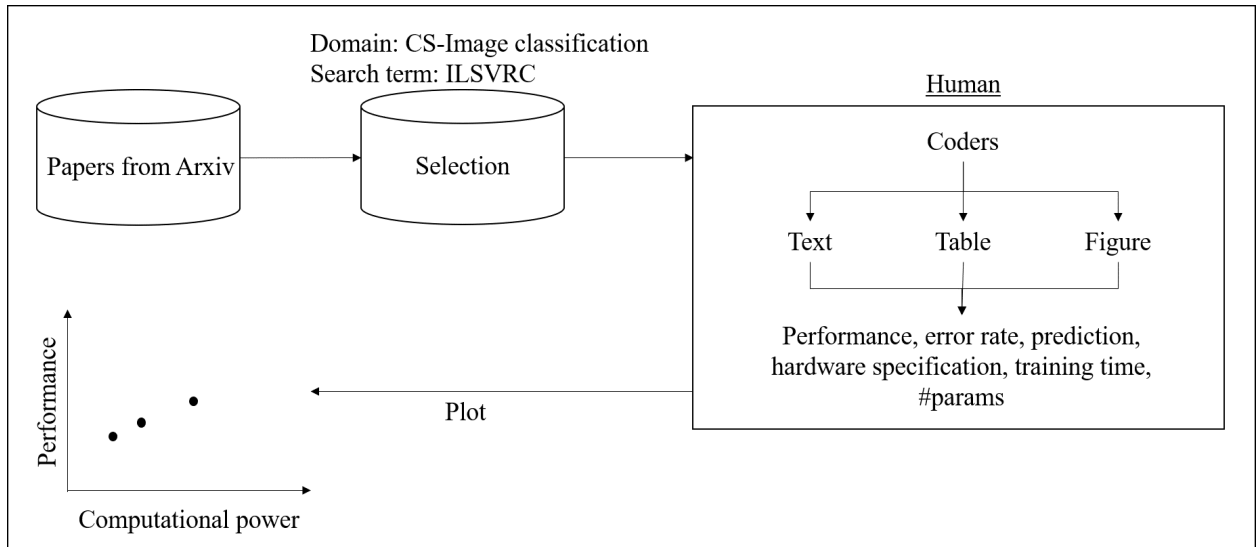 Domain: CS-Image classification
Search term: ILSVRC
Papers from Arxiv
Selection
Human
Coders
Text
Table
Figure
Performance, error rate, prediction,
hardware specification, training time,
#params
Plot
Performance
Computational power